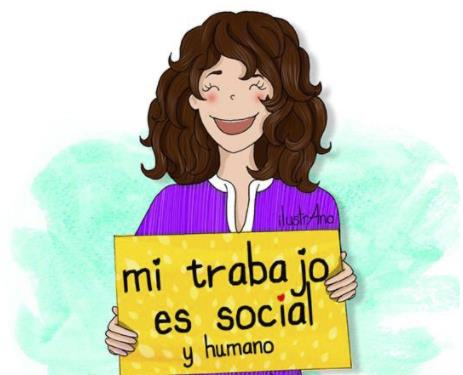 ilustrAna
mi trabajo
es social
y humano